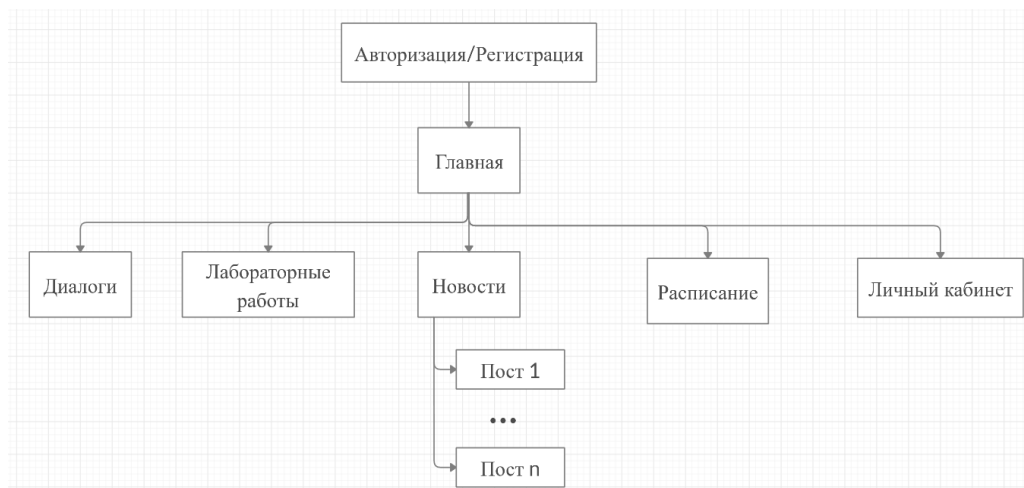 Авторизация/Регистрация
Главная
Диалоги
Лабораторные
работы
Новости
Расписание
Личный кабинет
Пост 1
...
Пост n